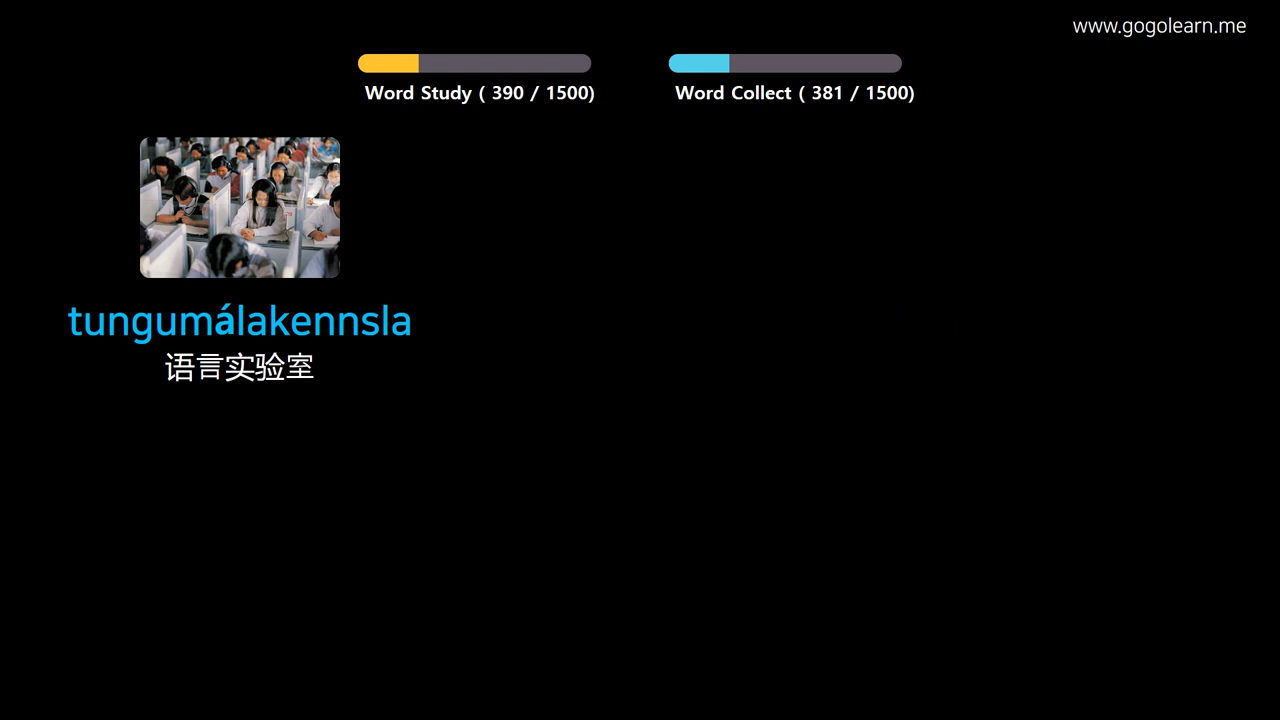 www.gogolearn.me
Word Study ( 390 / 1500)
Word Collect ( 381 / 1500)
tungumálakennsla
语言实验室